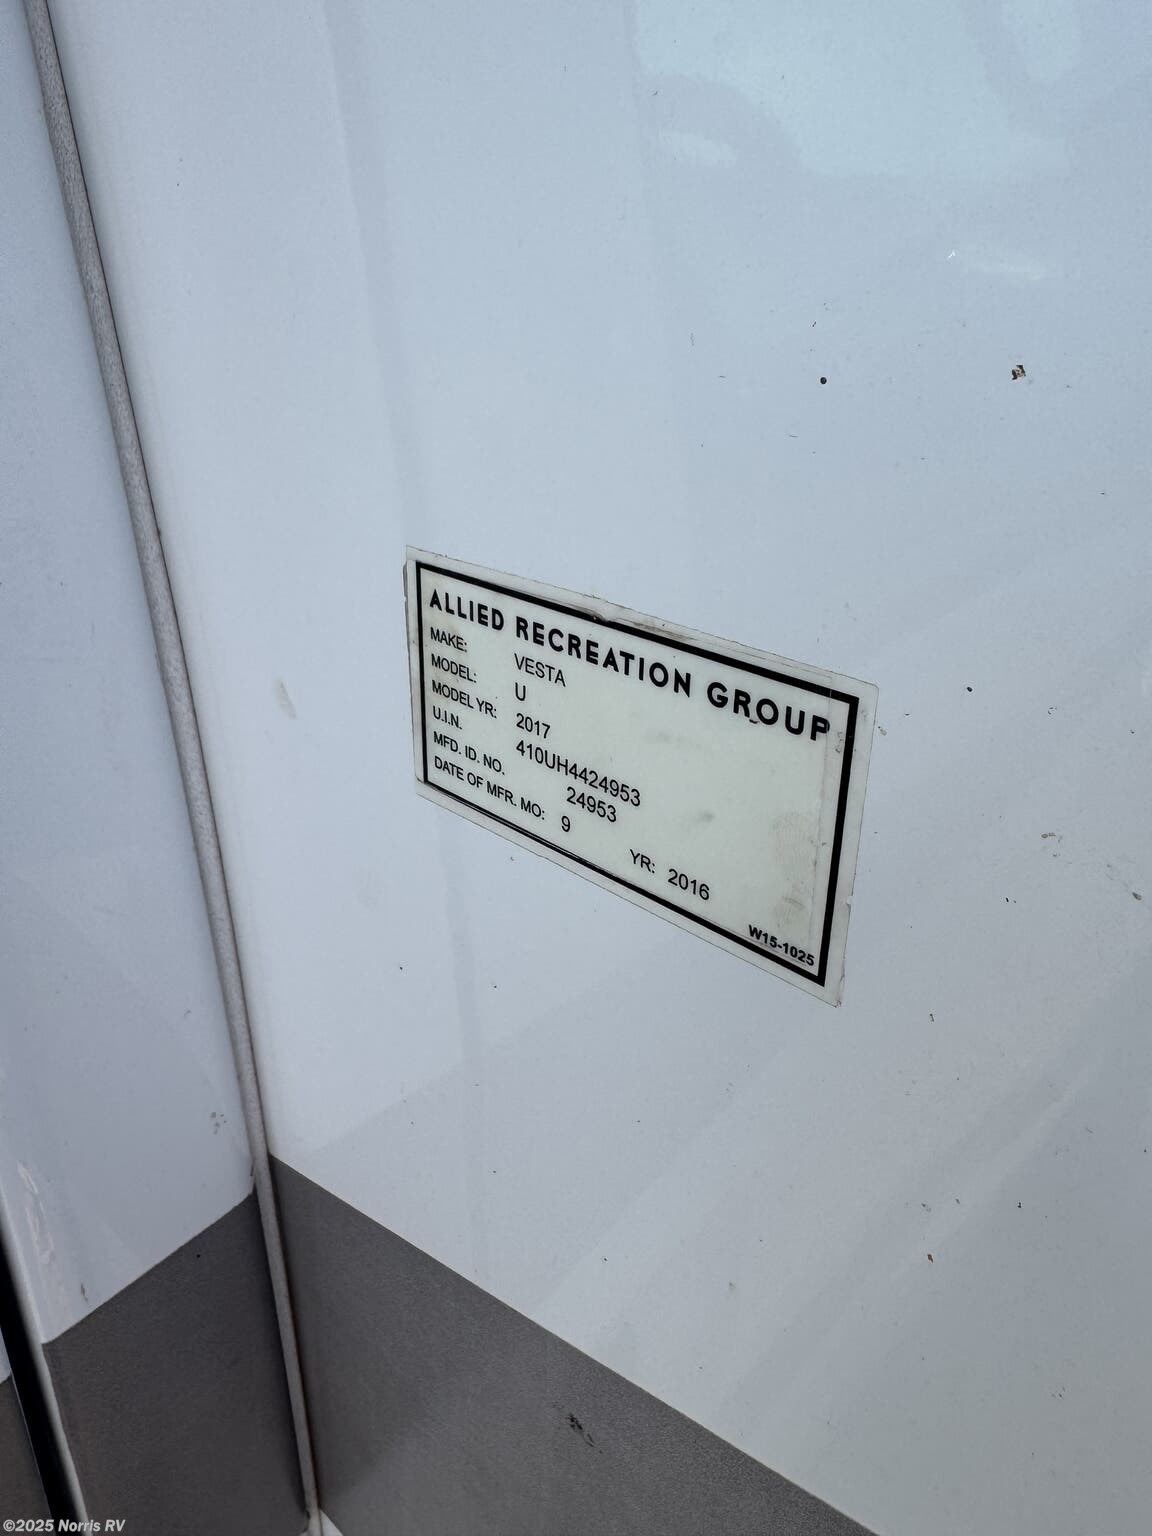 ALLIED RECREATION GROUP
MAKE: VESTA
MODEL: U
MODEL YR: 2017
U.I.N. 410UH4424953
MFD. ID. NO. 24953
DATE OF MFR. MO: 9 YR: 2016
W15-1025
©2025 Norris RV